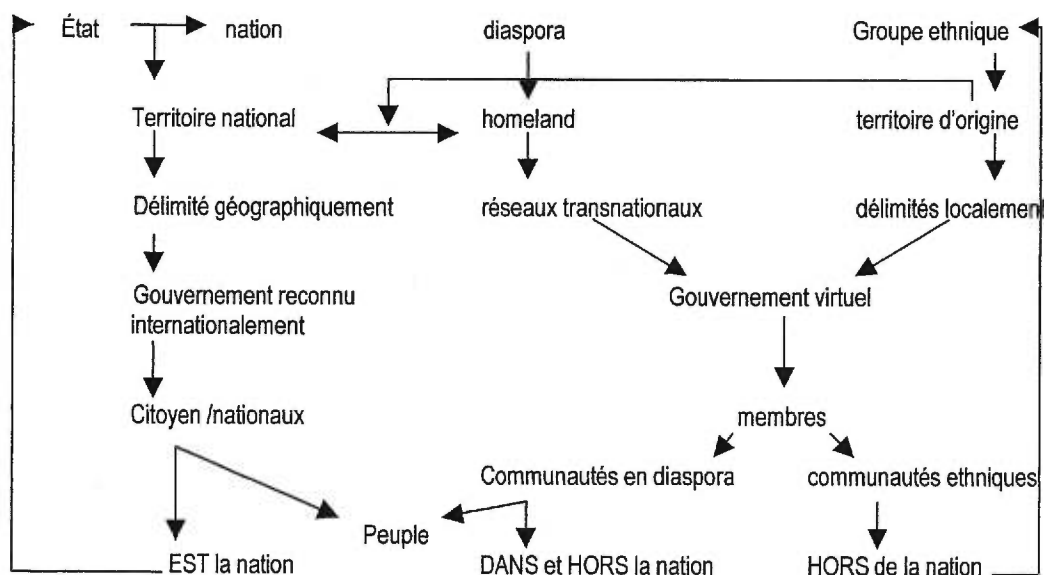 État nation diaspora Groupe ethnique
Territoire national homeland territoire d'origine
Délimité géographiquement réseaux transnationaux délimités localement
Gouvernement reconnu
internationalement
Gouvernement virtuel
Citoyen /nationaux
membres
Communautés en diaspora communautés ethniques
Peuple
EST la nation DANS et HORS la nation HORS de la nation